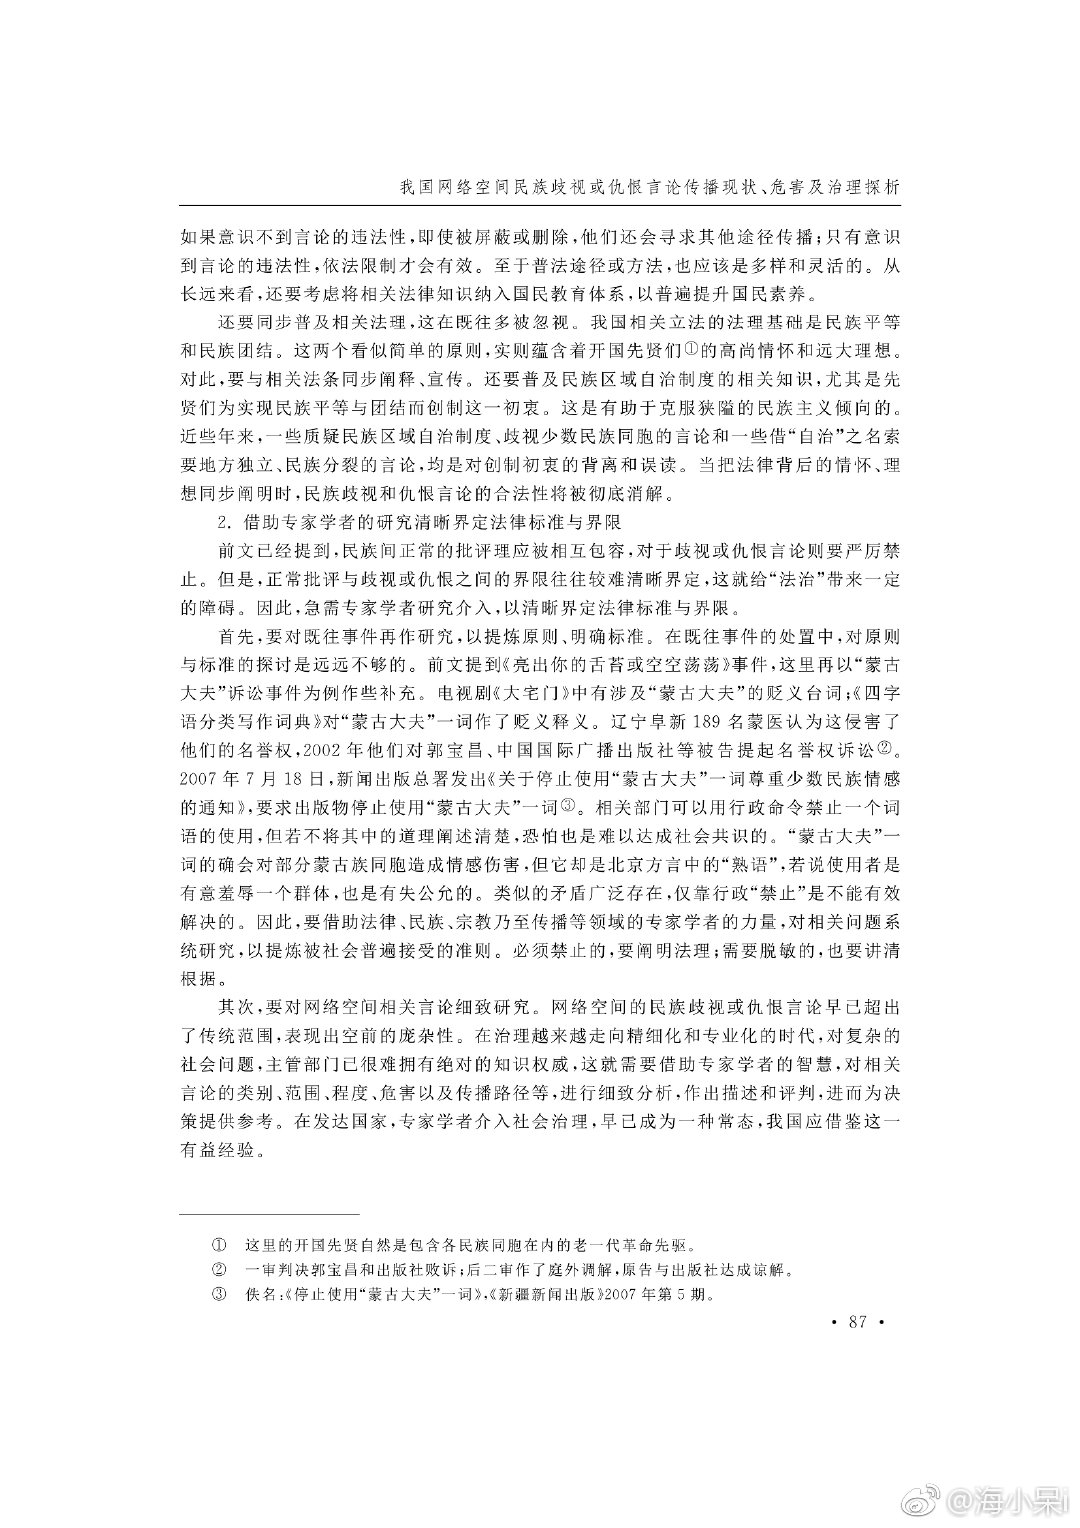 我国网络空间民族歧视或仇恨言论传播现状、危害及治理探析
如果意识不到言论的违法性,即使被屏蔽或删除,他们还会寻求其他途径传播;只有意识
到言论的违法性,依法限制才会有效。至于普法途径或方法,也应该是多样和灵活的。从
长远来看,还要考虑将相关法律知识纳入国民教育体系,以普遍提升国民素养。
还要同步普及相关法理,这在既往多被忽视。我国相关立法的法理基础是民族平等
和民族团结。这两个看似简单的原则,实则蕴含着开国先贤们①的高尚情怀和远大理想。
对此,要与相关法条同步阐释、宣传。还要普及民族区域自治制度的相关知识,尤其是先
贤们为实现民族平等与团结而创制这一初衷。这是有助于克服狭隘的民族主义倾向的。
近些年来,一些质疑民族区域自治制度、歧视少数民族同胞的言论和一些借“自治”之名索
要地方独立、民族分裂的言论,均是对创制初衷的背离和误读。当把法律背后的情怀、理
想同步阐明时,民族歧视和仇恨言论的合法性将被彻底消解。
2. 借助专家学者的研究清晰界定法律标准与界限
前文已经提到,民族间正常的批评理应被相互包容,对于歧视或仇恨言论则要严厉禁
止。但是,正常批评与歧视或仇恨之间的界限往往较难清晰界定,这就给“法治”带来一定
的障碍。因此,急需专家学者研究介入,以清晰界定法律标准与界限。
首先,要对既往事件再作研究,以提炼原则、明确标准。在既往事件的处置中,对原则
与标准的探讨是远远不够的。前文提到《亮出你的舌苔或空空荡荡》事件,这里再以“蒙古
大夫”诉讼事件为例作些补充。电视剧《大宅门》中有涉及“蒙古大夫”的贬义台词;《四字
语分类写作词典》对“蒙古大夫”一词作了贬义释义。辽宁阜新 189 名蒙医认为这侵害了
他们的名誉权,2002 年他们对郭宝昌、中国国际广播出版社等被告提起名誉权诉讼②。
2007 年 7 月 18 日,新闻出版总署发出《关于停止使用“蒙古大夫”一词尊重少数民族情感
的通知》,要求出版物停止使用“蒙古大夫”一词③。相关部门可以用行政命令禁止一个词
语的使用,但若不将其中的道理阐述清楚,恐怕也是难以达成社会共识的。“蒙古大夫”一
词的确会对部分蒙古族同胞造成情感伤害,但它却是北京方言中的“熟语”,若说使用者是
有意羞辱一个群体,也是有失公允的。类似的矛盾广泛存在,仅靠行政“禁止”是不能有效
解决的。因此,要借助法律、民族、宗教乃至传播等领域的专家学者的力量,对相关问题系
统研究,以提炼被社会普遍接受的准则。必须禁止的,要阐明法理;需要脱敏的,也要讲清
根据。
其次,要对网络空间相关言论细致研究。网络空间的民族歧视或仇恨言论早已超出
了传统范围,表现出空前的庞杂性。在治理越来越走向精细化和专业化的时代,对复杂的
社会问题,主管部门已很难拥有绝对的知识权威,这就需要借助专家学者的智慧,对相关
言论的类别、范围、程度、危害以及传播路径等,进行细致分析,作出描述和评判,进而为决
策提供参考。在发达国家,专家学者介入社会治理,早已成为一种常态,我国应借鉴这一
有益经验。
① 这里的开国先贤自然是包含各民族同胞在内的老一代革命先驱。
② 一审判决郭宝昌和出版社败诉;后二审作了庭外调解,原告与出版社达成谅解。
③ 佚名:《停止使用“蒙古大夫”一词》,《新疆新闻出版》2007 年第 5 期。
• 87 •
@海小呆i